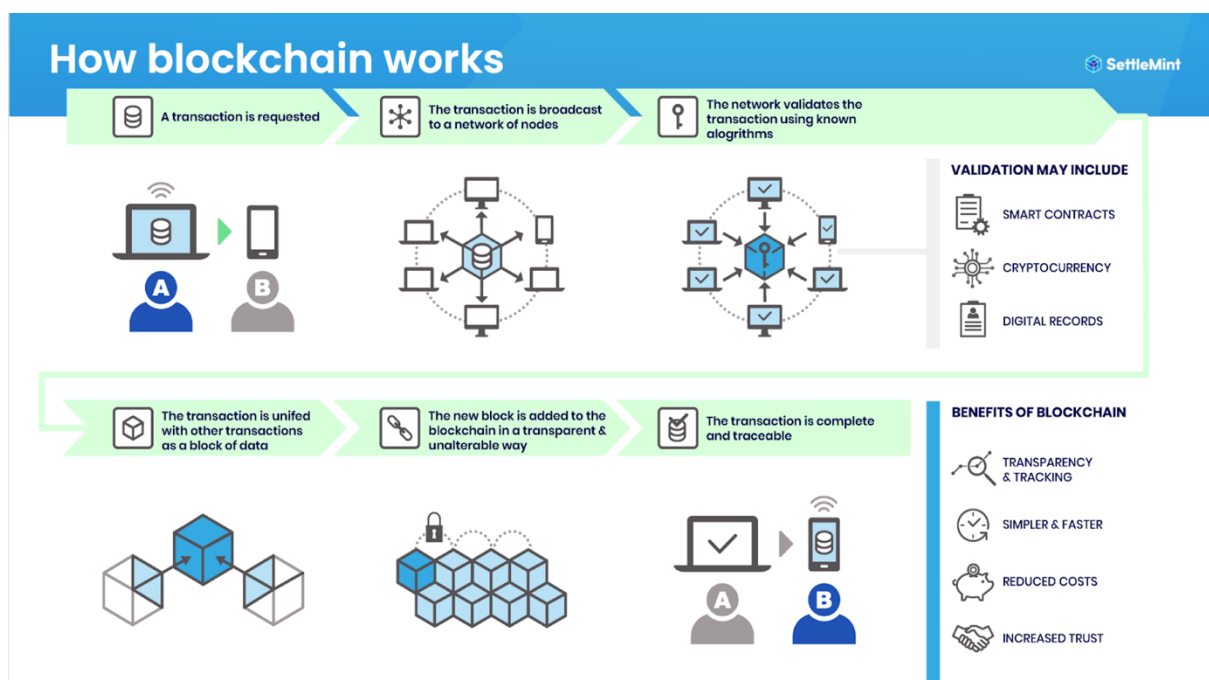 How blockchain works
SettleMint
A transaction is requested
The transaction is broadcast
to a network of nodes
The network validates the
transaction using known
alogrithms
VALIDATION MAY INCLUDE
SMART CONTRACTS
CRYPTOCURRENCY
DIGITAL RECORDS
A
B
The transaction is unifed
with other transactions
as a block of data
The new block is added to the
blockchain in a transparent &
unalterable way
The transaction is complete
and traceable
BENEFITS OF BLOCKCHAIN
TRANSPARENCY
& TRACKING
SIMPLER & FASTER
REDUCED COSTS
INCREASED TRUST
A
B